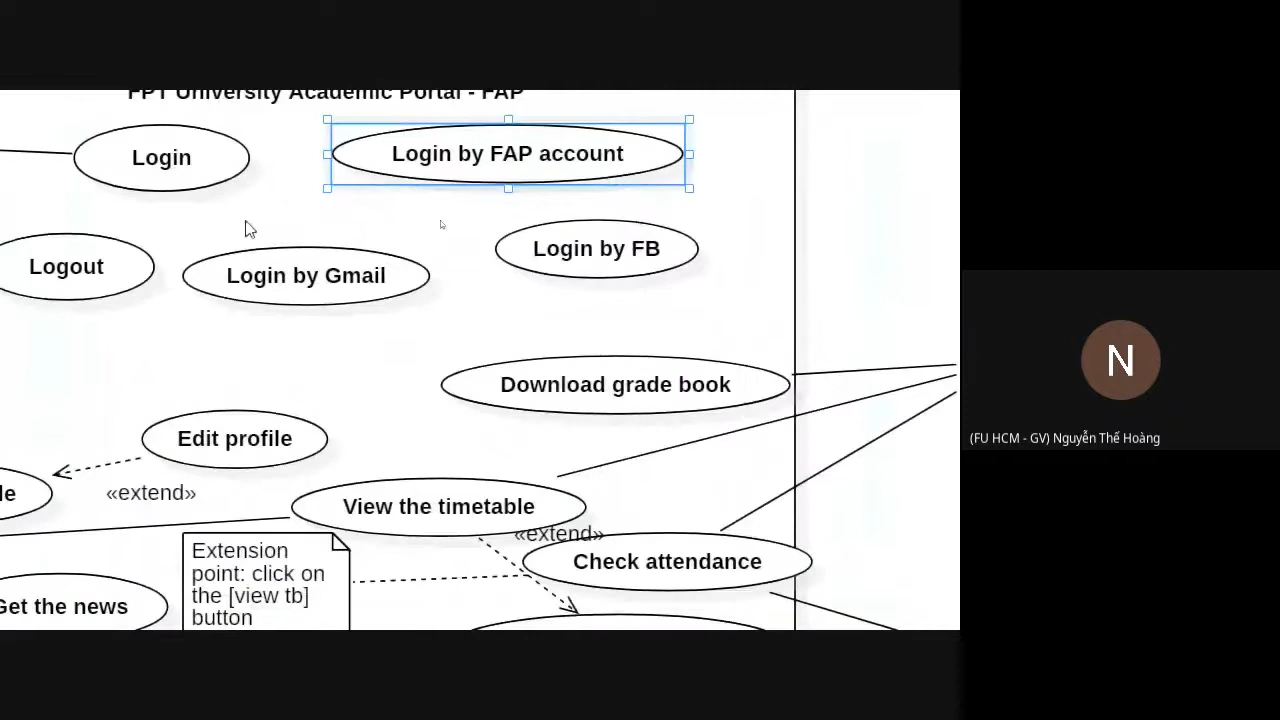 FPT University Academic Portal - FAP
Login
Login by FAP account
Logout
Login by Gmail
Login by FB
Download grade book
Edit profile
le
«extend»
View the timetable
«extend»
Check attendance
Extension
point: click on
the [view tb]
button
Get the news
N
(FU HCM - GV) Nguyễn Thế Hoàng